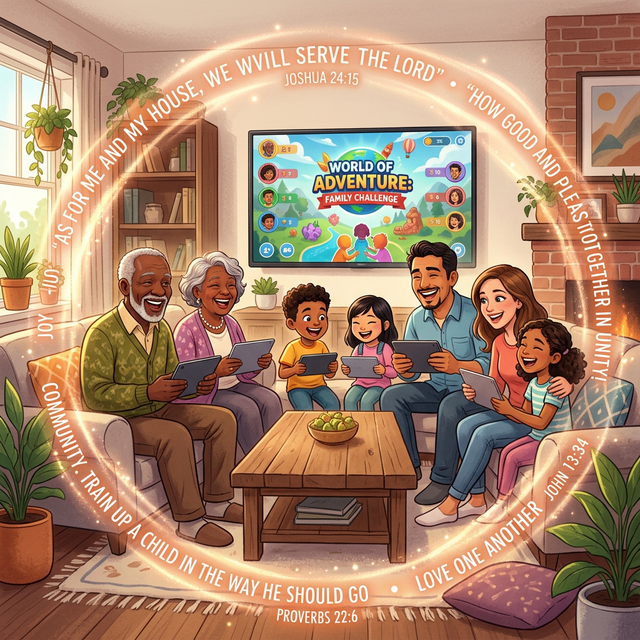 "AS FOR ME AND MY HOUSE, WE WVILL SERVE THE LORD" •
JOSHUA 24:15
"HOW GOOD AND PLEASTIOTGETHER IN UNITY!
WORLD OF
ADVENTURE:
FAMILY CHALLENGE
JOY
COMMUNITY TRAIN UP A CHILD IN THE WAY HE SHOULD GO •
PROVERBS 22:6
LOVE ONE ANOTHER JOHN 13:34